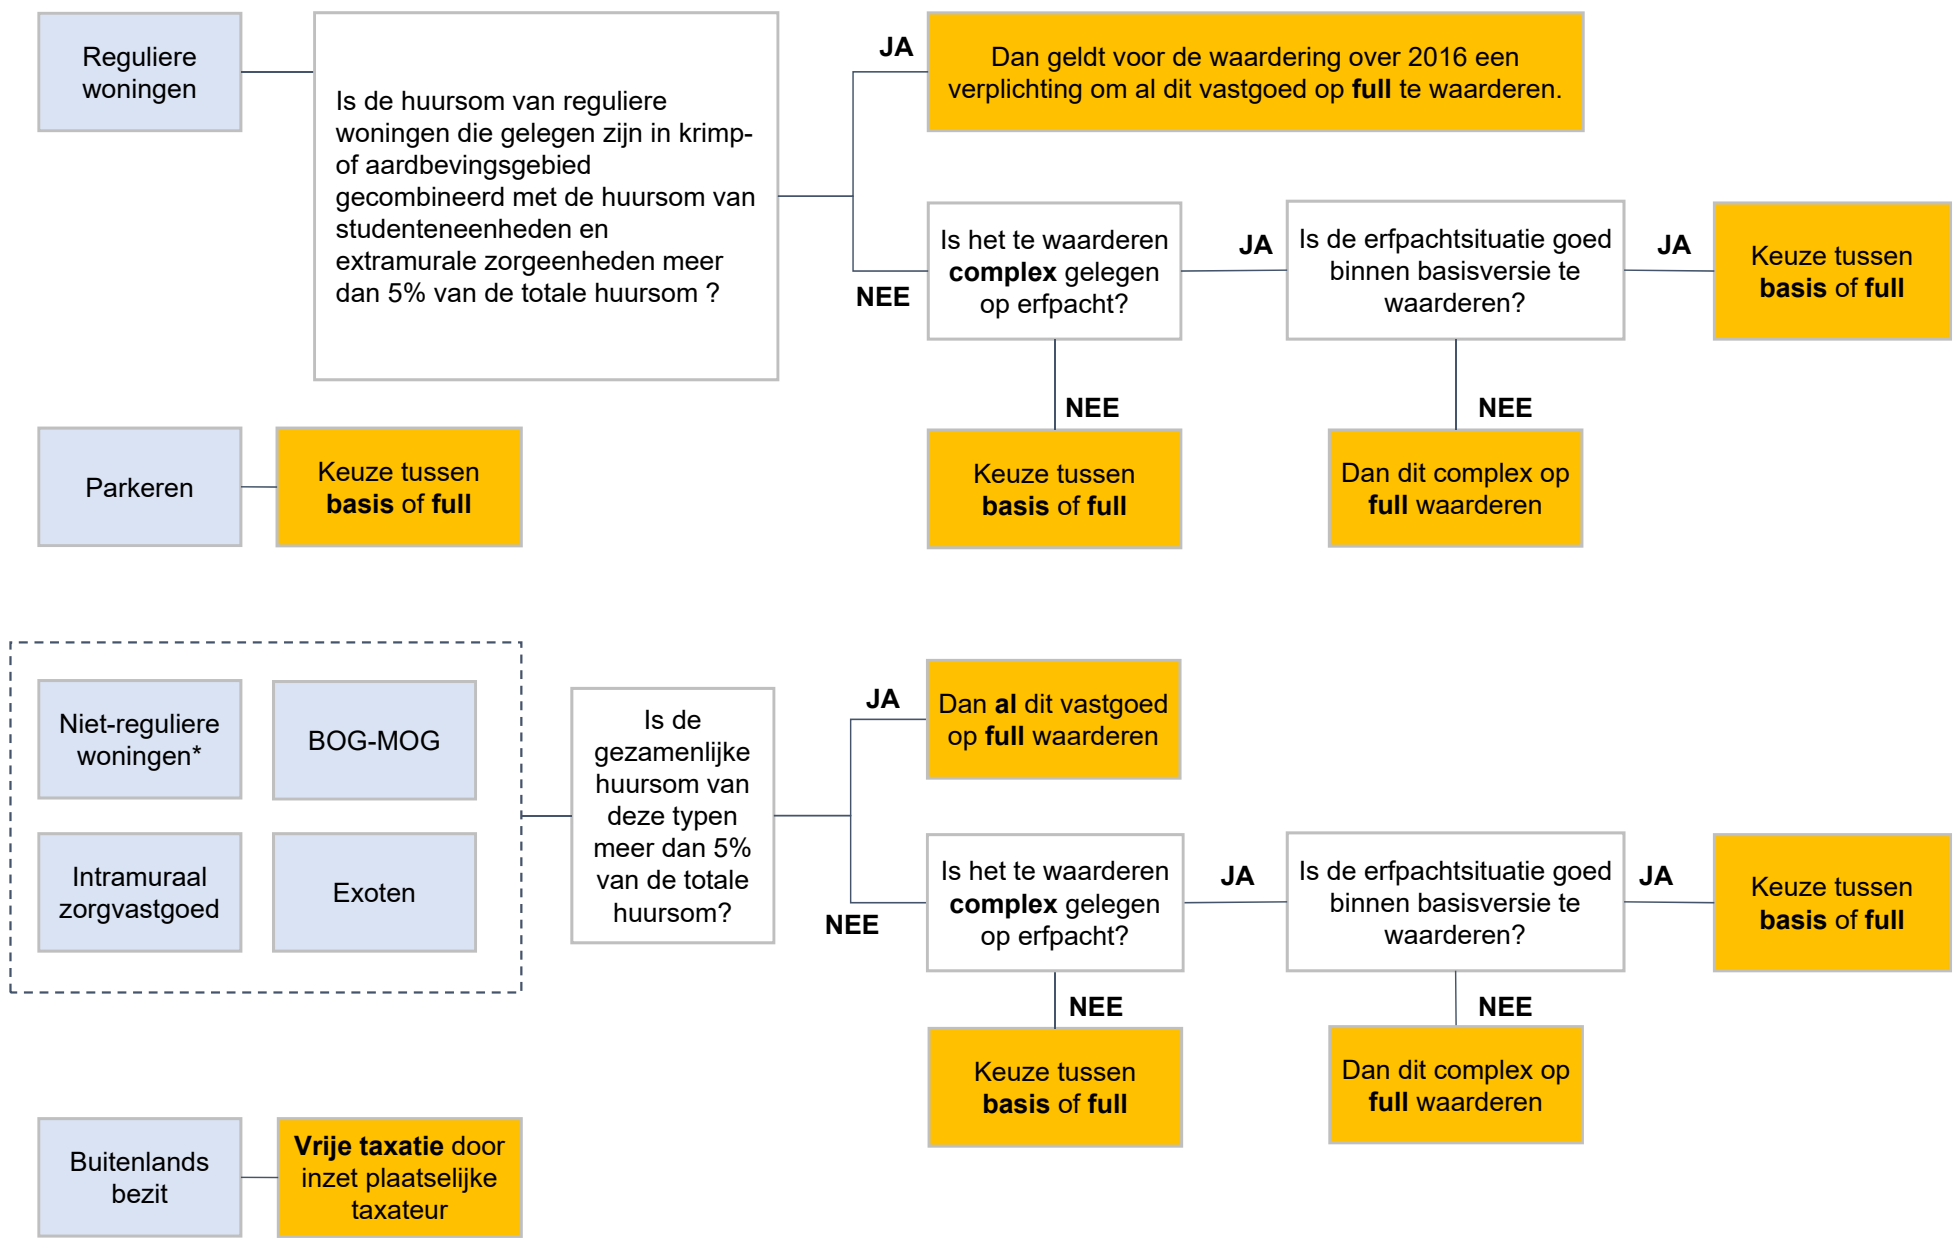 Reguliere
woningen
Is de huursom van reguliere
woningen die gelegen zijn in krimp-
of aardbevingsgebied
gecombineerd met de huursom van
studenteneenheden en
extramurale zorgeenheden meer
dan 5% van de totale huursom ?
JA
Dan geldt voor de waardering over 2016 een
verplichting om al dit vastgoed op full te waarderen.
NEE
Is het te waarderen
complex gelegen
op erfpacht?
JA
Is de erfpachtsituatie goed
binnen basisversie te
waarderen?
JA
Keuze tussen
basis of full
NEE
Keuze tussen
basis of full
NEE
Dan dit complex op
full waarderen
Parkeren
Keuze tussen
basis of full
Niet-reguliere
woningen*
BOG-MOG
Intramuraal
zorgvastgoed
Exoten
Is de
gezamenlijke
huursom van
deze typen
meer dan 5%
van de totale
huursom?
JA
Dan al dit vastgoed
op full waarderen
NEE
Is het te waarderen
complex gelegen
op erfpacht?
JA
Is de erfpachtsituatie goed
binnen basisversie te
waarderen?
JA
Keuze tussen
basis of full
NEE
Keuze tussen
basis of full
NEE
Dan dit complex op
full waarderen
Buitenlands
bezit
Vrije taxatie door
inzet plaatselijke
taxateur